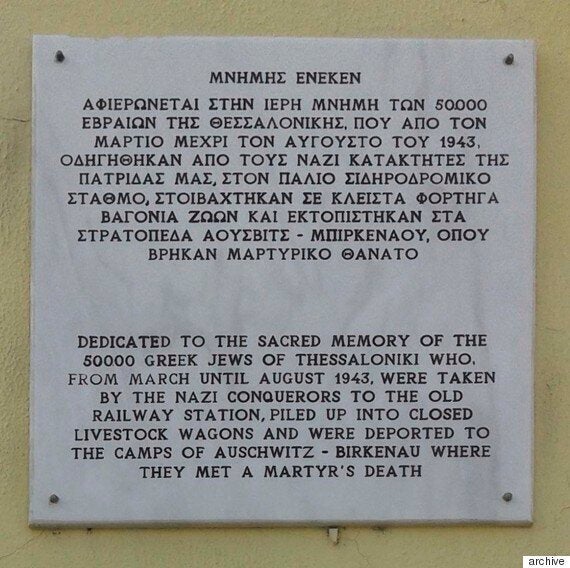 ΜΝΗΜΗΣ ΕΝΕΚΕΝ
ΑΦΙΕΡΩΝΕΤΑΙ ΣΤΗΝ ΙΕΡΗ ΜΝΗΜΗ ΤΩΝ 50.000
ΕΒΡΑΙΩΝ ΤΗΣ ΘΕΣΣΑΛΟΝΙΚΗΣ, ΠΟΥ ΑΠΟ ΤΟΝ
ΜΑΡΤΙΟ ΜΕΧΡΙ ΤΟΝ ΑΥΓΟΥΣΤΟ ΤΟΥ 1943,
ΟΔΗΓΗΘΗΚΑΝ ΑΠΟ ΤΟΥΣ ΝΑΖΙ ΚΑΤΑΚΤΗΤΕΣ ΤΗΣ
ΠΑΤΡΙΔΑΣ ΜΑΣ, ΣΤΟΝ ΠΑΛΙΟ ΣΙΔΗΡΟΔΡΟΜΙΚΟ
ΣΤΑΘΜΟ, ΣΤΟΙΒΑΧΤΗΚΑΝ ΣΕ ΚΛΕΙΣΤΑ ΦΟΡΤΗΓΑ
ΒΑΓΟΝΙΑ ΖΩΩΝ ΚΑΙ ΕΚΤΟΠΙΣΤΗΚΑΝ ΣΤΑ
ΣΤΡΑΤΟΠΕΔΑ ΑΟΥΣΒΙΤΣ - ΜΠΙΡΚΕΝΑΟΥ, ΟΠΟΥ
ΒΡΗΚΑΝ ΜΑΡΤΥΡΙΚΟ ΘΑΝΑΤΟ
DEDICATED TO THE SACRED MEMORY OF THE
50000 GREEK JEWS OF THESSALONIKI WHO,
FROM MARCH UNTIL AUGUST 1943, WERE TAKEN
BY THE NAZI CONQUERORS TO THE OLD
RAILWAY STATION, PILED UP INTO CLOSED
LIVESTOCK WAGONS AND WERE DEPORTED TO
THE CAMPS OF AUSCHWITZ - BIRKENAU WHERE
THEY MET A MARTYR'S DEATH
archive